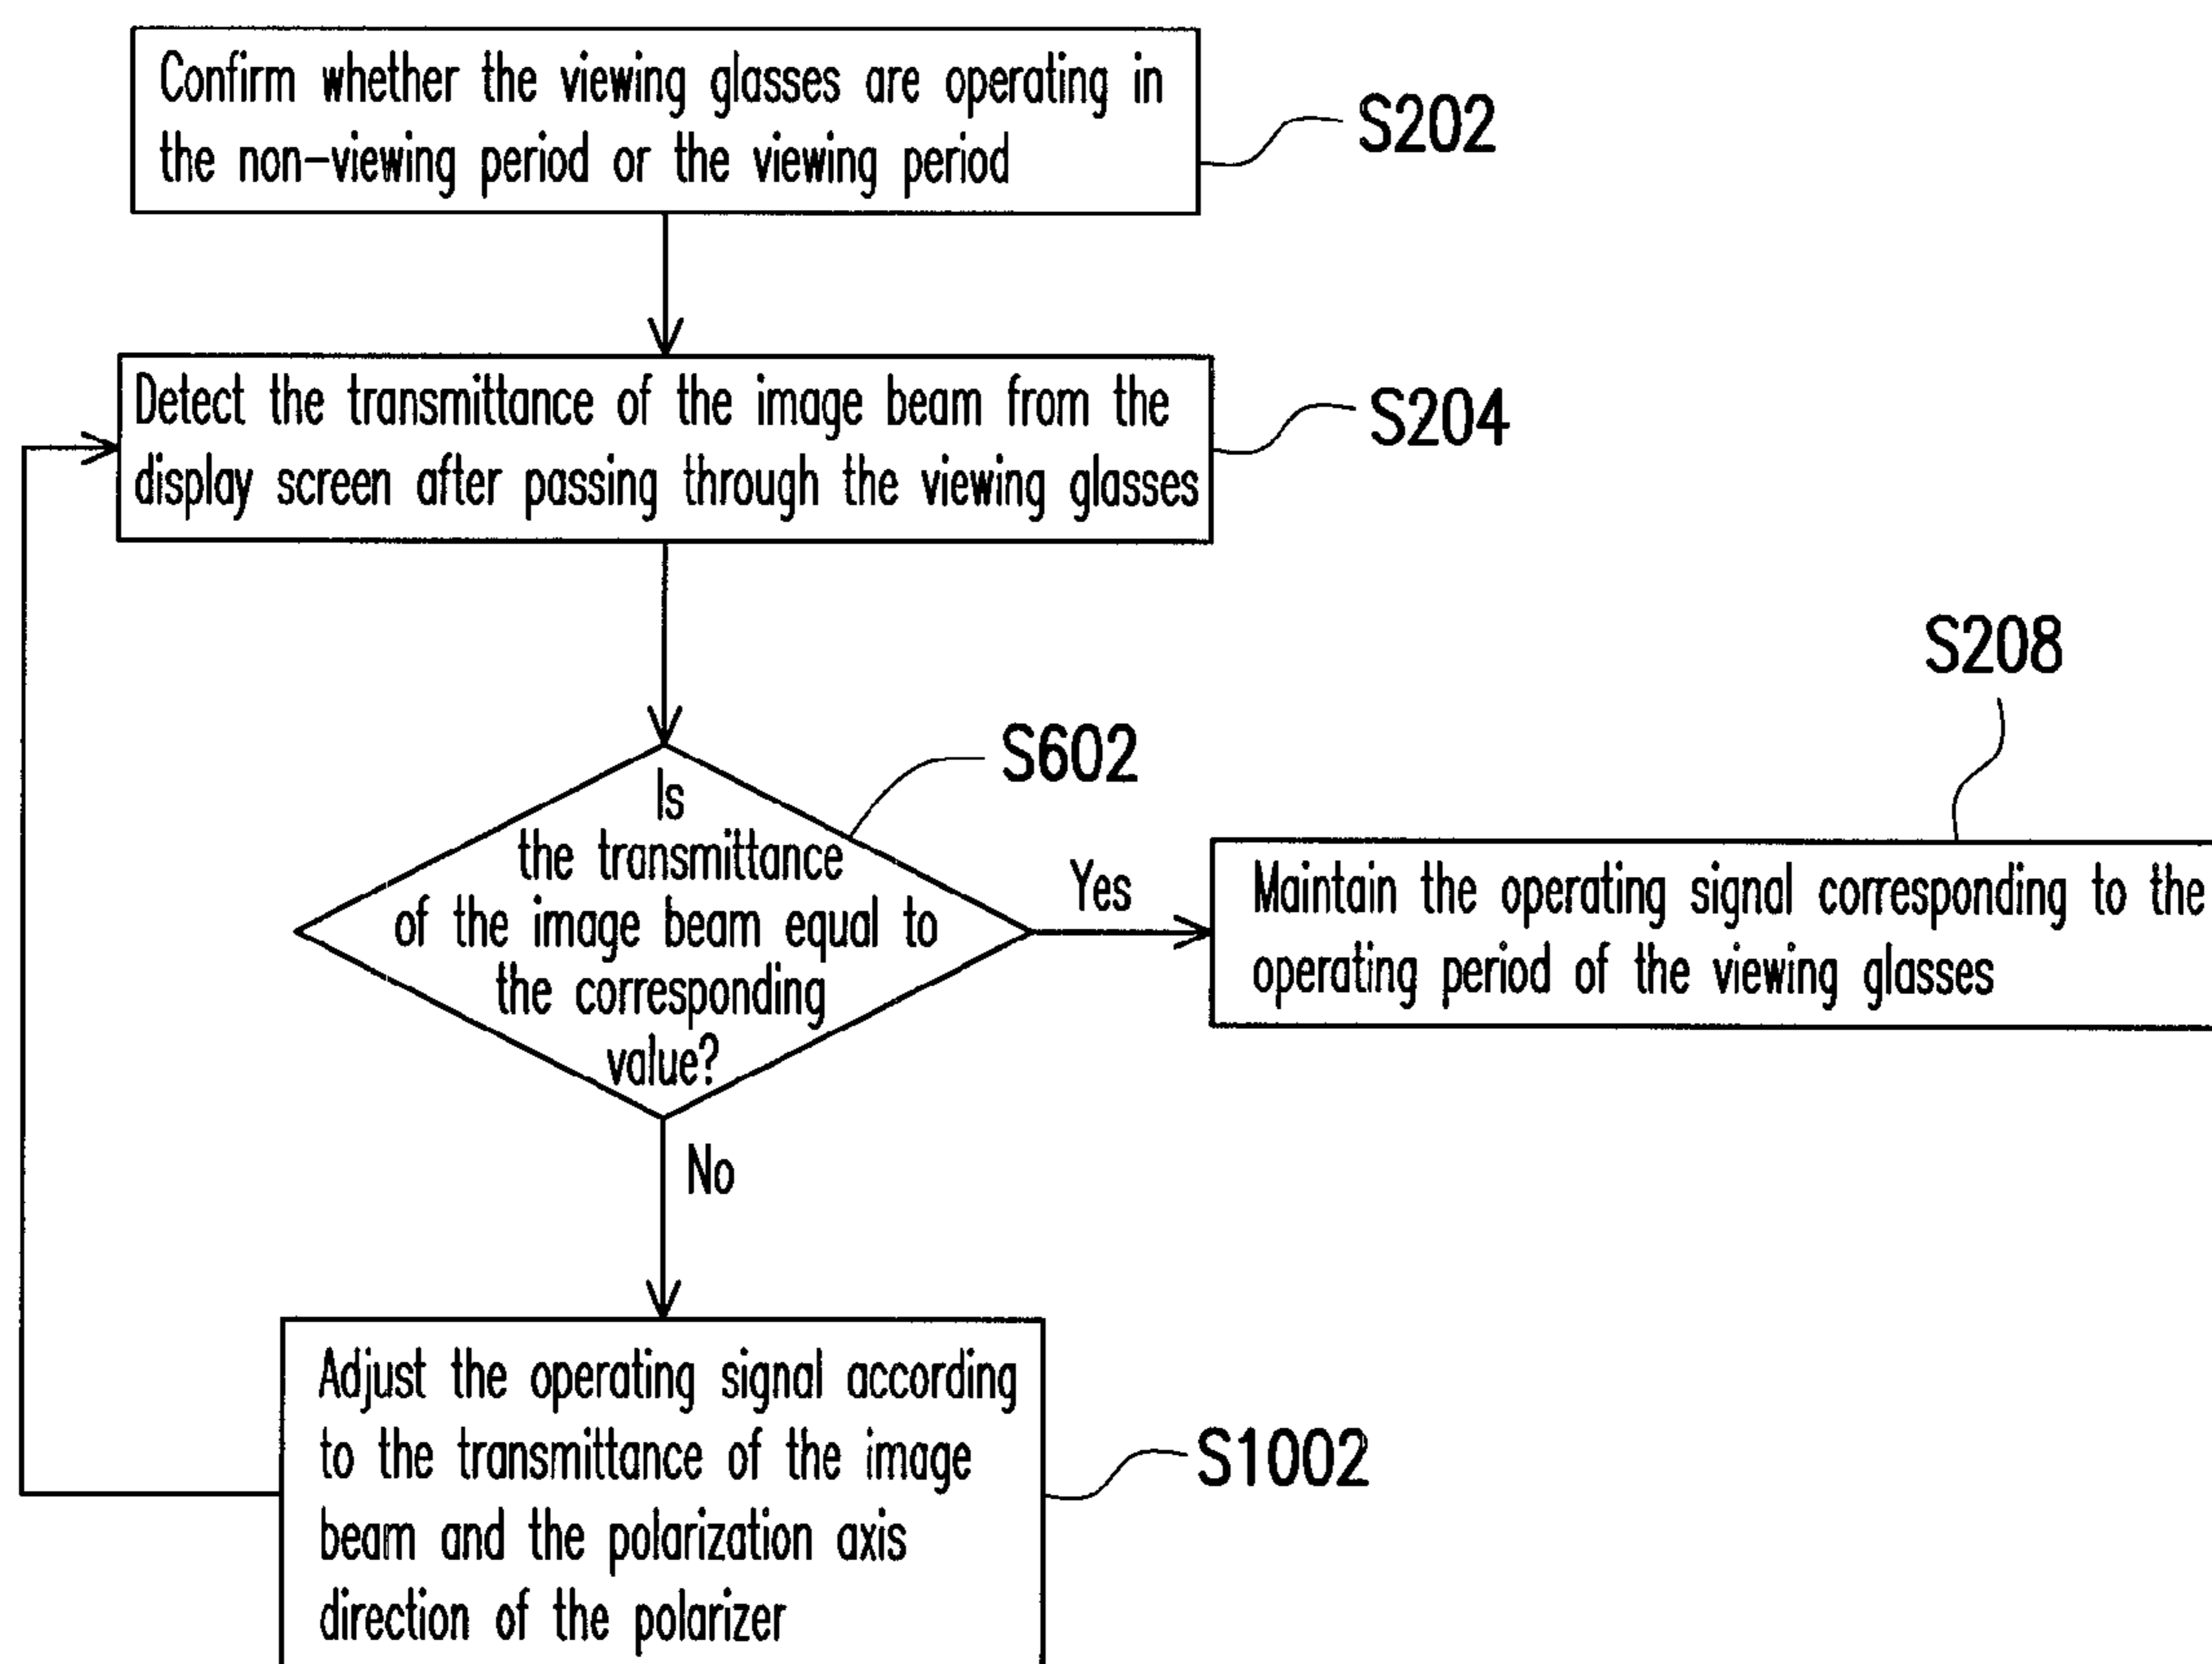 Confirm whether the viewing glasses are operating in
the non-viewing period or the viewing period
S202
Detect the transmittance of the image beam from the
display screen after passing through the viewing glasses
S204
S208
S602
Is
the transmittance
of the image beam equal to
the corresponding
value?
Yes
Maintain the operating signal corresponding to the
operating period of the viewing glasses
No
Adjust the operating signal according
to the transmittance of the image
beam and the polarization axis
direction of the polarizer
S1002